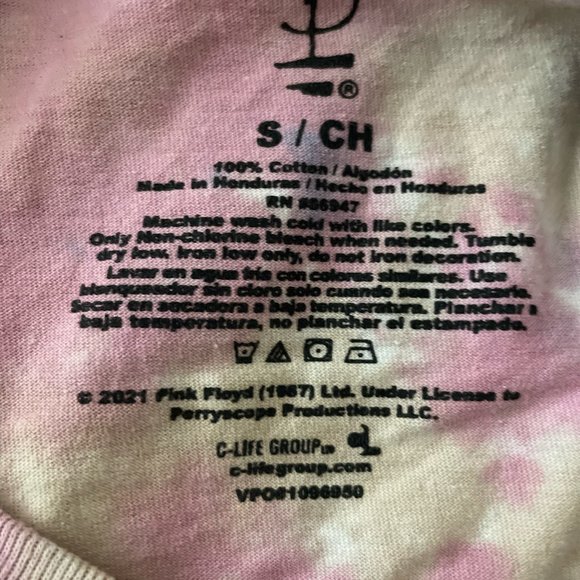 ®
S / CH
100% Cotton / Algodón
Made in Honduras / Hecho en Honduras
RN #86947
Machine wash cold with like colors.
Only Non-chlorine bleach when needed. Tumble
dry low, iron low only, do not iron decoration.
Lavar en agua fria con colores similares. Use
blanqueador sin cloro solo cuando sea necesario.
Secar en secadora a baja temperatura. Planchar a
baja temperatura, no planchar el estampado.
© 2021 Pink Floyd (1987) Ltd. Under License to
Perryscope Productions LLC.
C-LIFE GROUP LTD
c-lifegroup.com
VPO#1096950